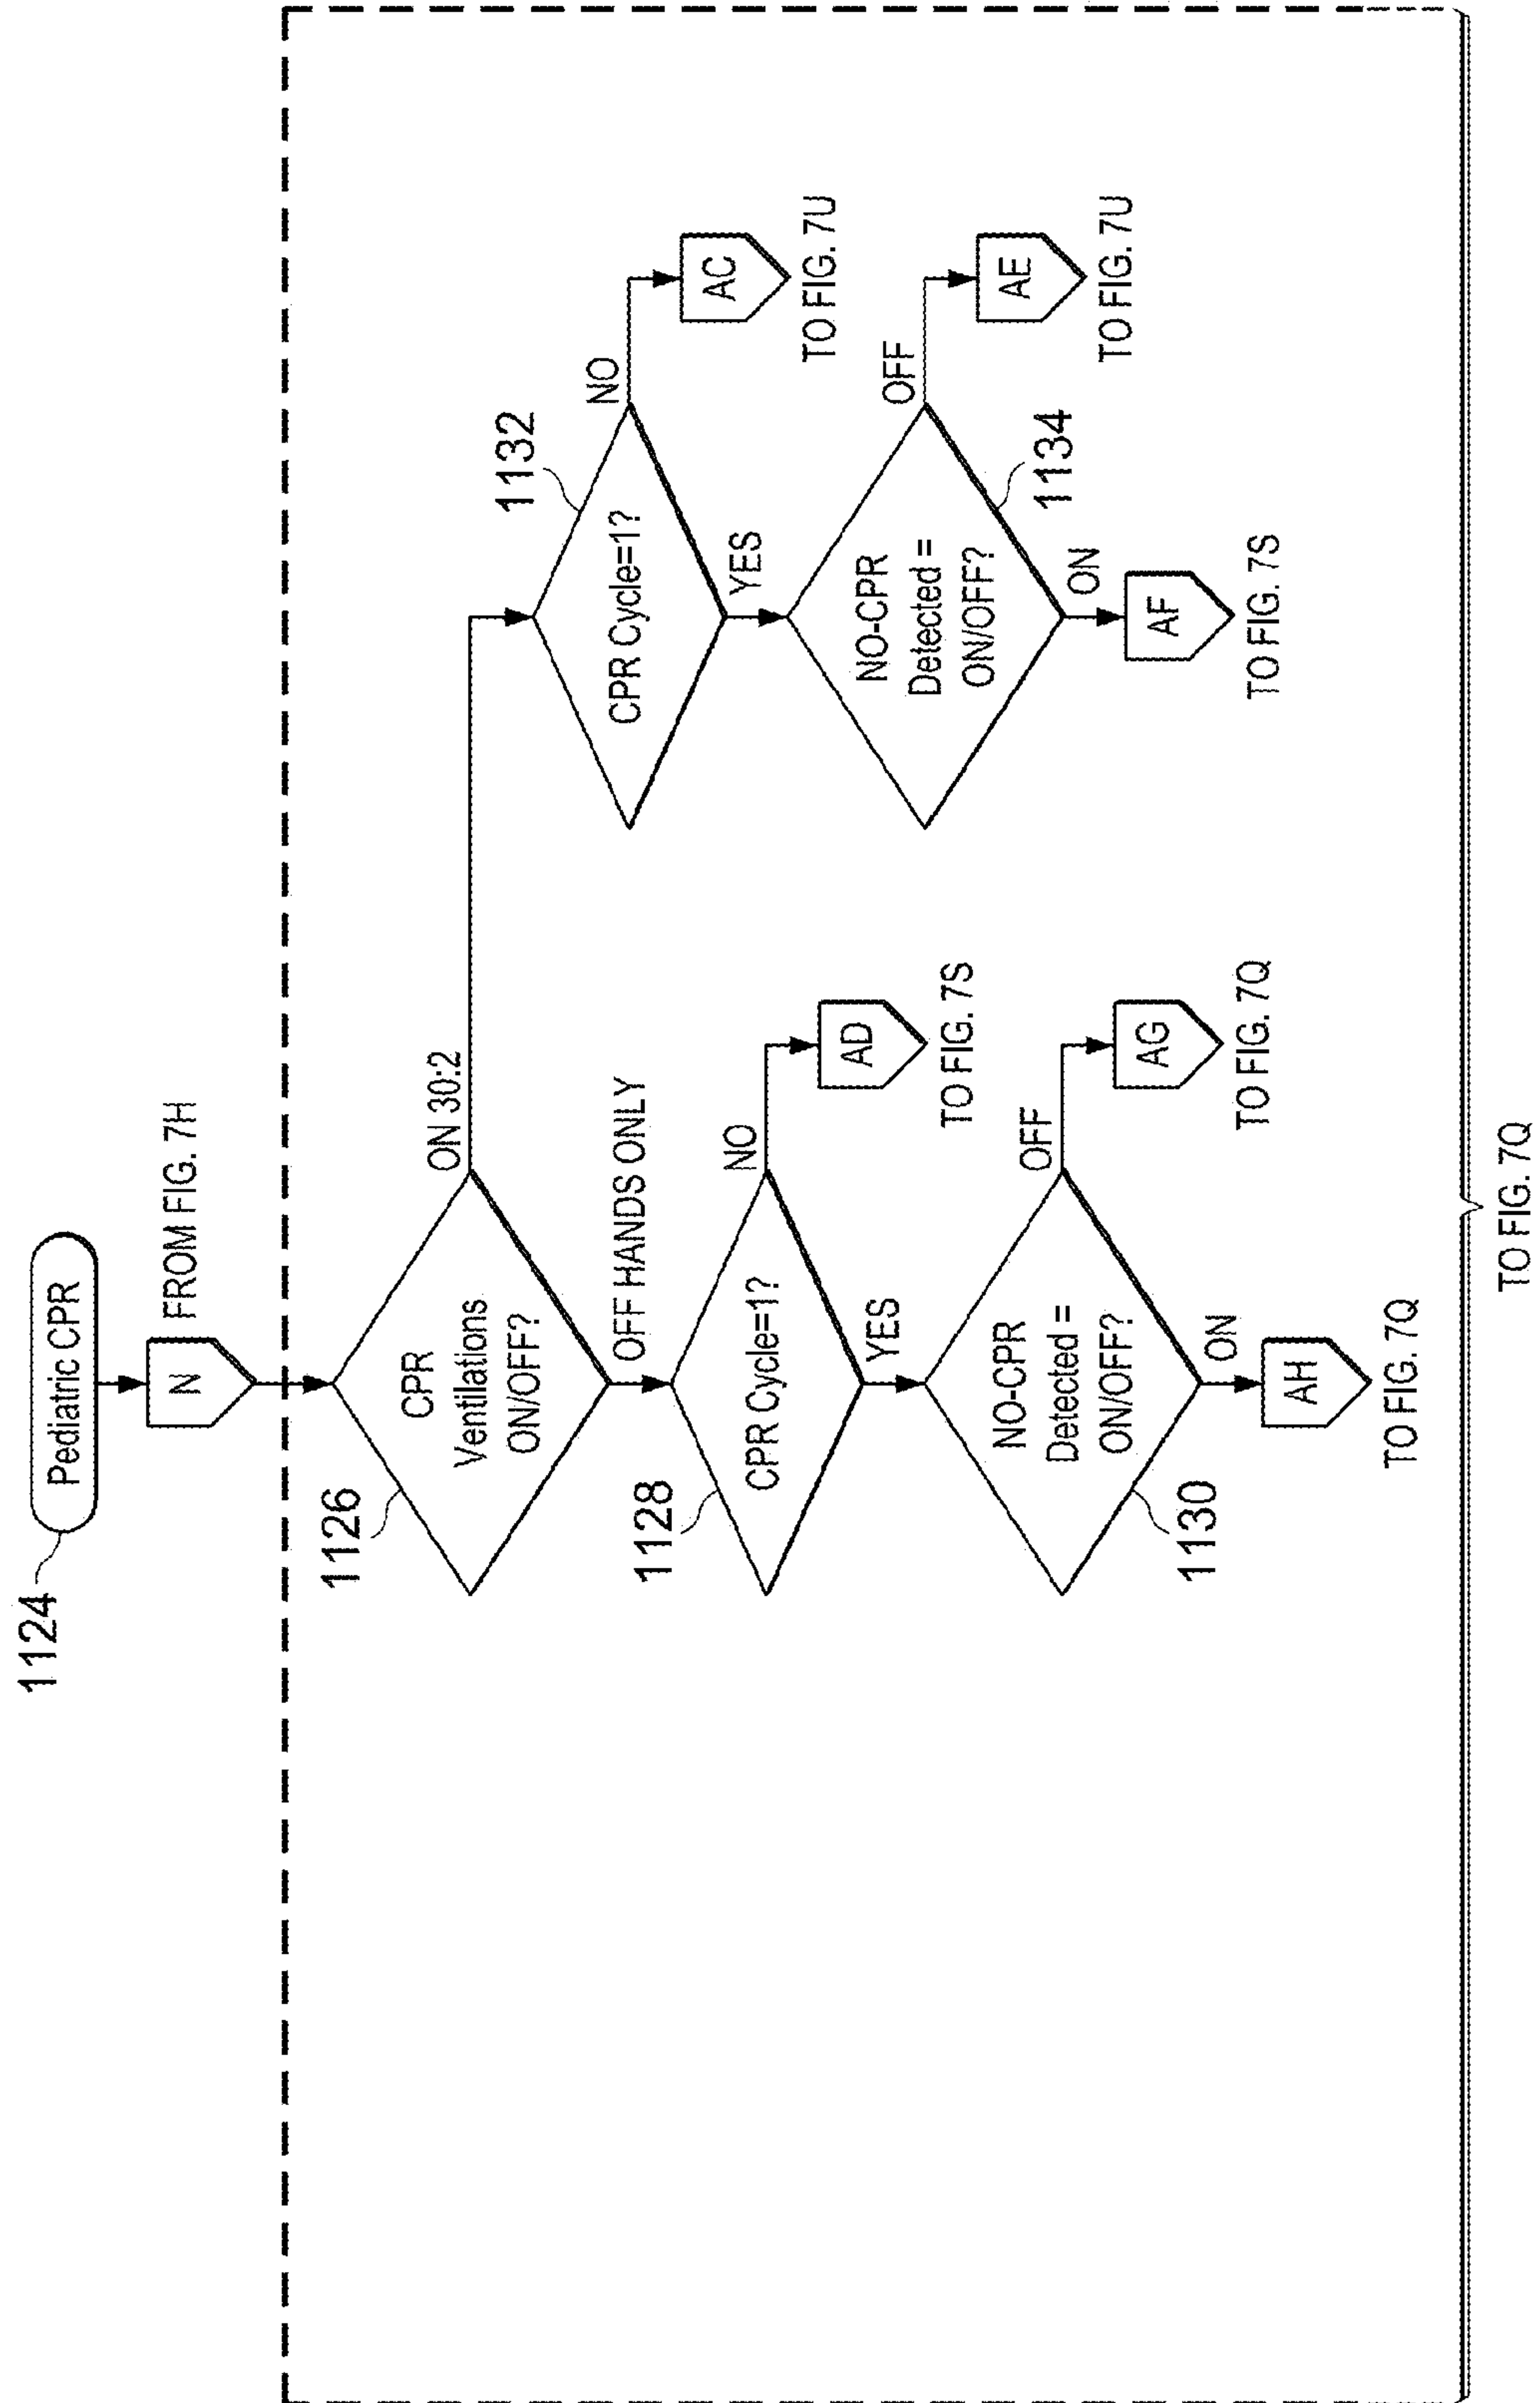 1124
Pediatric CPR
N
FROM FIG. 7H
1126
CPR
Ventilations
ON/OFF?
ON 30:2
OFF HANDS ONLY
1128
CPR Cycle=1?
NO
AD
TO FIG. 7S
YES
NO-CPR
Detected =
ON/OFF?
1130
OFF
AG
TO FIG. 7Q
ON
AH
TO FIG. 7Q
1132
CPR Cycle=1?
NO
AC
TO FIG. 7U
YES
NO-CPR
Detected =
ON/OFF?
1134
OFF
AE
TO FIG. 7U
ON
AF
TO FIG. 7S
TO FIG. 7Q